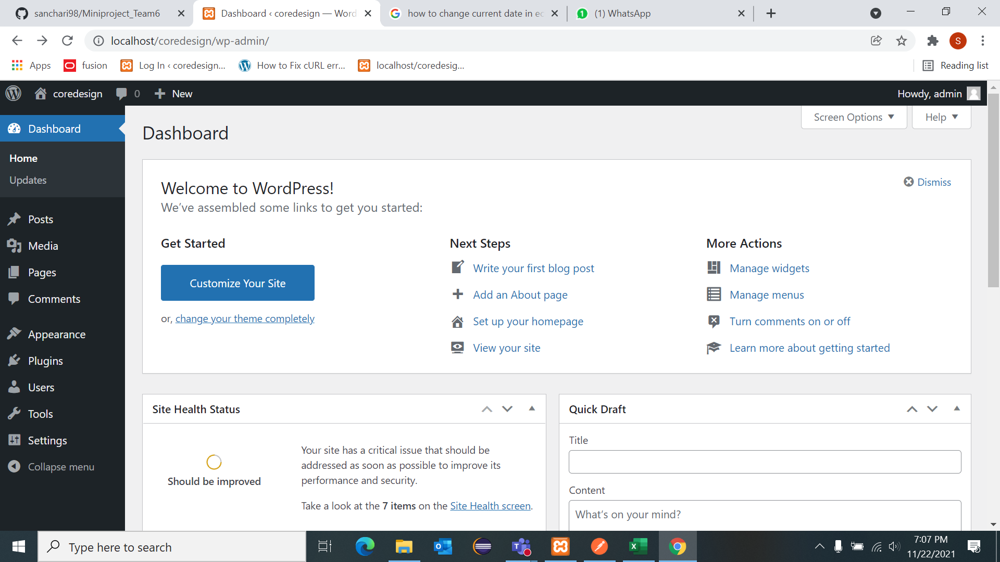 sanchari98/Miniproject_Team6
Dashboard ‹ coredesign — Word
how to change current date in ec
(1) WhatsApp
localhost/coredesign/wp-admin/
S
Apps
fusion
Log In ‹ coredesign...
How to Fix cURL err...
localhost/coredesig...
Reading list
coredesign
0
New
Howdy, admin
Dashboard
Home
Updates
Posts
Media
Pages
Comments
Appearance
Plugins
Users
Tools
Settings
Collapse menu
Screen Options
Help
Dashboard
Welcome to WordPress!
We’ve assembled some links to get you started:
Dismiss
Get Started
Customize Your Site
or, change your theme completely
Next Steps
Write your first blog post
Add an About page
Set up your homepage
View your site
More Actions
Manage widgets
Manage menus
Turn comments on or off
Learn more about getting started
Site Health Status
Should be improved
Your site has a critical issue that should be
addressed as soon as possible to improve its
performance and security.
Take a look at the 7 items on the Site Health screen.
Quick Draft
Title
Content
What’s on your mind?
Type here to search
7:07 PM
11/22/2021